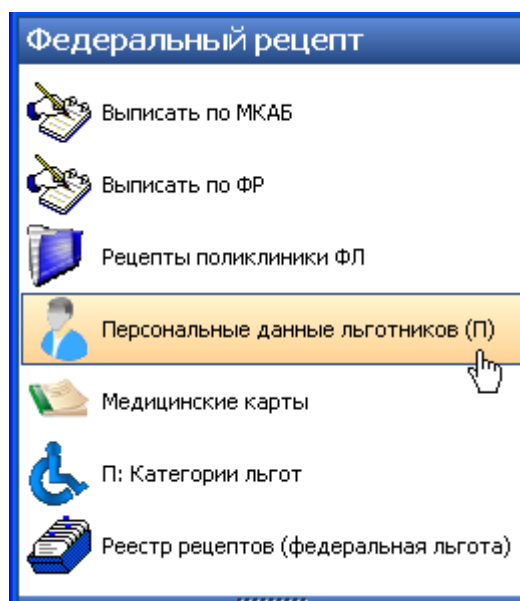 Федеральный рецепт
Выписать по МКАБ
Выписать по ФР
Рецепты поликлиники ФЛ
Персональные данные льготников (П)
Медицинские карты
П: Категории льгот
Реестр рецептов (федеральная льгота)